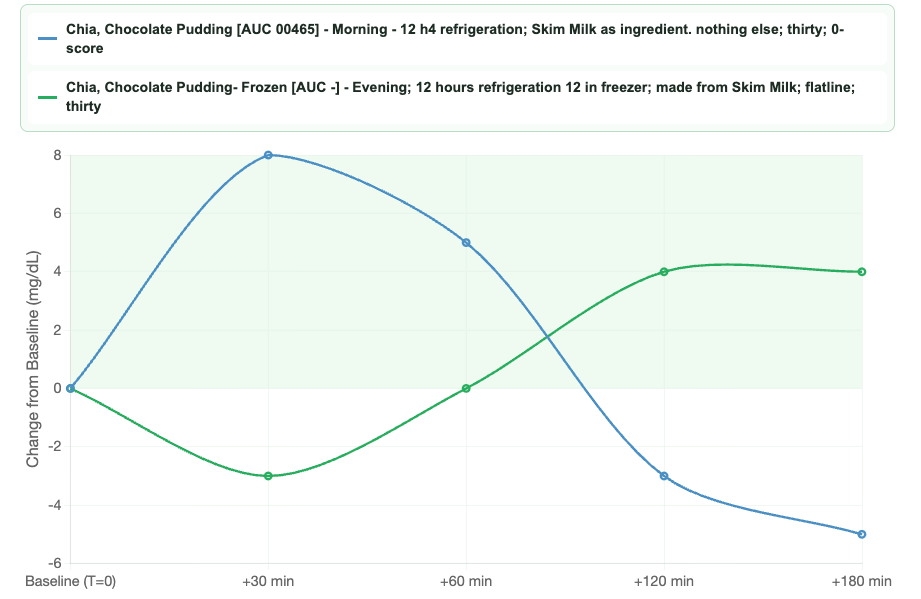 Chia, Chocolate Pudding [AUC 00465] - Morning - 12 h4 refrigeration; Skim Milk as ingredient. nothing else; thirty; 0-
score
Chia, Chocolate Pudding- Frozen [AUC -] - Evening; 12 hours refrigeration 12 in freezer; made from Skim Milk; flatline;
thirty
8
6
4
2
0
-2
-4
-6
Change from Baseline (mg/dL)
Baseline (T=0) +30 min +60 min +120 min +180 min